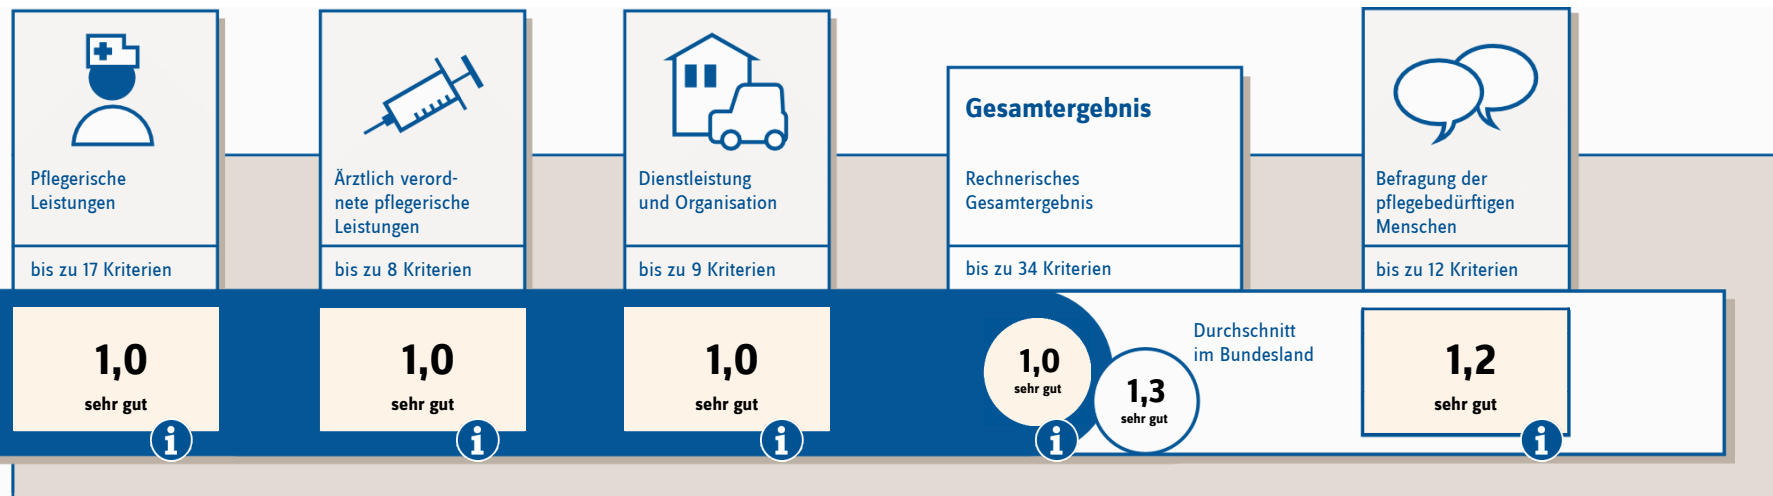 Pflegerische
Leistungen
bis zu 17 Kriterien
1,0
sehr gut
i
Ärztlich verord-
nete pflegerische
Leistungen
bis zu 8 Kriterien
1,0
sehr gut
i
Dienstleistung
und Organisation
bis zu 9 Kriterien
1,0
sehr gut
i
Gesamtergebnis
Rechnerisches
Gesamtergebnis
bis zu 34 Kriterien
1,0
sehr gut
i
1,3
sehr gut
Durchschnitt
im Bundesland
Befragung der
pflegebedürftigen
Menschen
bis zu 12 Kriterien
1,2
sehr gut
i